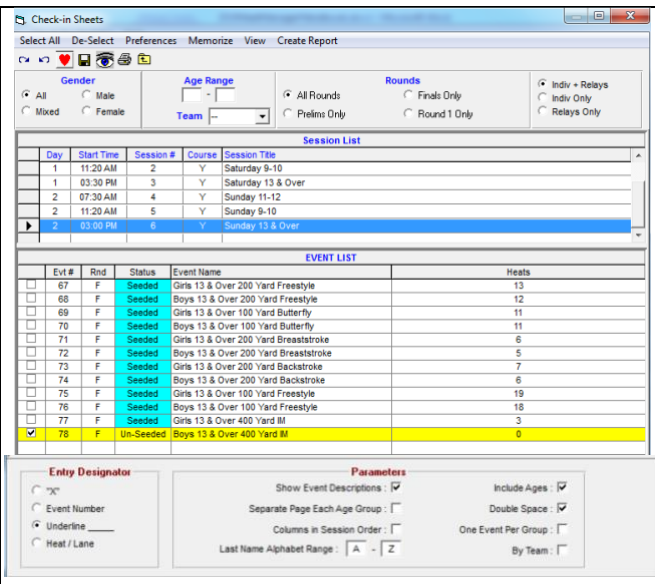 Check-in Sheets
Select All De-Select Preferences Memorize View Create Report
Gender Age Range Rounds
All Male - All Rounds Finals Only Indiv + Relays
Mixed Female Team -- Prelims Only Round 1 Only Indiv Only
Relays Only
Session List
Day Start Time Session # Course Session Title
1 11:20 AM 2 Y Saturday 9-10
1 03:30 PM 3 Y Saturday 13 & Over
2 07:30 AM 4 Y Sunday 11-12
2 11:20 AM 5 Y Sunday 9-10
2 03:00 PM 6 Y Sunday 13 & Over
EVENT LIST
Evt # Rnd Status Event Name Heats
67 F Seeded Girls 13 & Over 200 Yard Freestyle 13
68 F Seeded Boys 13 & Over 200 Yard Freestyle 12
69 F Seeded Girls 13 & Over 100 Yard Butterfly 11
70 F Seeded Boys 13 & Over 100 Yard Butterfly 11
71 F Seeded Girls 13 & Over 200 Yard Breaststroke 6
72 F Seeded Boys 13 & Over 200 Yard Breaststroke 5
73 F Seeded Girls 13 & Over 200 Yard Backstroke 7
74 F Seeded Boys 13 & Over 200 Yard Backstroke 6
75 F Seeded Girls 13 & Over 100 Yard Freestyle 19
76 F Seeded Boys 13 & Over 100 Yard Freestyle 18
77 F Seeded Girls 13 & Over 400 Yard IM 3
78 F Un-Seeded Boys 13 & Over 400 Yard IM 0
Entry Designator Parameters
"X" Show Event Descriptions : Include Ages :
Event Number Separate Page Each Age Group : Double Space :
Underline _____ Columns in Session Order : One Event Per Group :
Heat / Lane Last Name Alphabet Range : A - Z By Team :